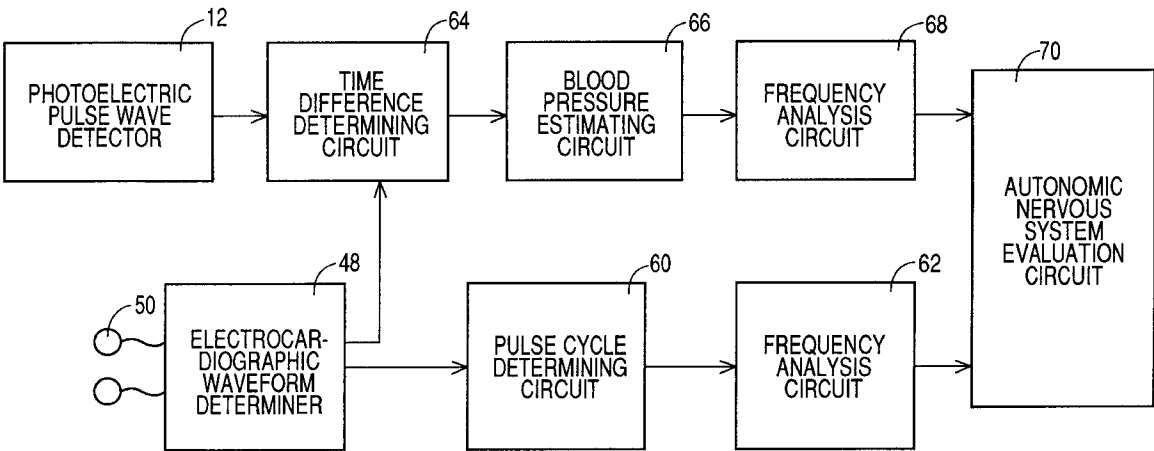 12
PHOTOELECTRIC
PULSE WAVE
DETECTOR
64
TIME
DIFFERENCE
DETERMINING
CIRCUIT
66
BLOOD
PRESSURE
ESTIMATING
CIRCUIT
68
FREQUENCY
ANALYSIS
CIRCUIT
70
AUTONOMIC
NERVOUS
SYSTEM
EVALUATION
CIRCUIT
50
48
ELECTROCAR-
DIOGRAPHIC
WAVEFORM
DETERMINER
60
PULSE CYCLE
DETERMINING
CIRCUIT
62
FREQUENCY
ANALYSIS
CIRCUIT